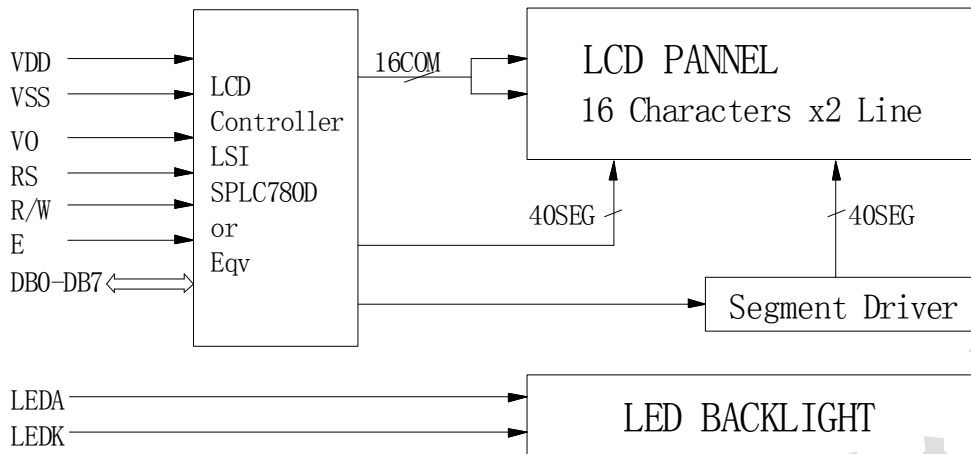 VDD
VSS
VO
RS
R/W
E
DB0-DB7
LCD
Controller
LSI
SPLC780D
or
Eqv
16COM
LCD PANNEL
16 Characters x2 Line
40SEG
40SEG
Segment Driver
LEDA
LEDK
LED BACKLIGHT